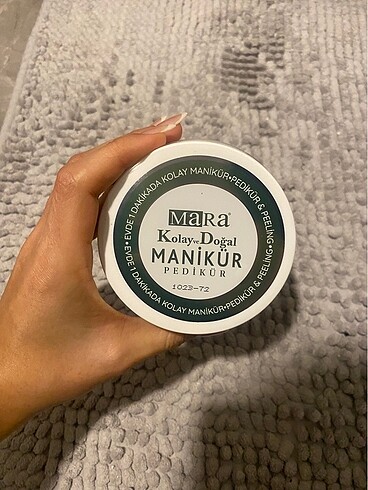 MaRa
Kolay ve Doğal
MANİKÜR
PEDİKÜR
1023-72
EVDE 1 DAKİKADA KOLAY MANİKÜR•PEDİKÜR & PEELİNG•
EVDE 1 DAKİKADA KOLAY MANİKÜR•PEDİKÜR & PEELİNG•